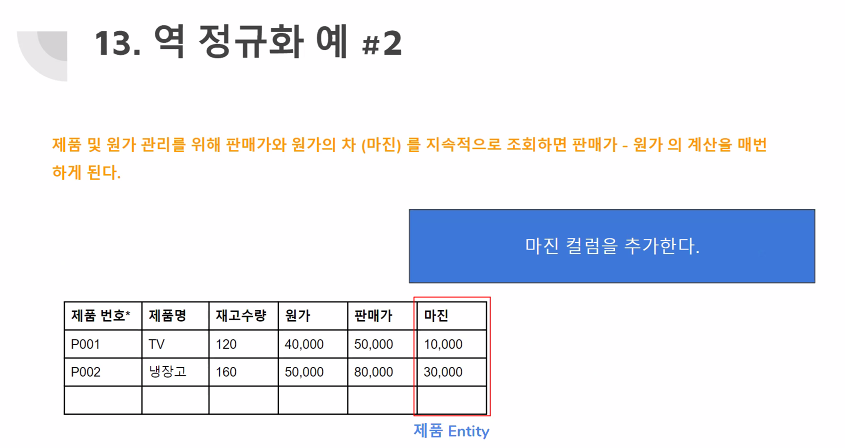 13. 역 정규화 예 #2
제품 및 원가 관리를 위해 판매가와 원가의 차 (마진) 를 지속적으로 조회하면 판매가 - 원가 의 계산을 매번
하게 된다.
마진 컬럼을 추가한다.
제품 번호* 제품명 재고수량 원가 판매가 마진
P001 TV 120 40,000 50,000 10,000
P002 냉장고 160 50,000 80,000 30,000
제품 Entity